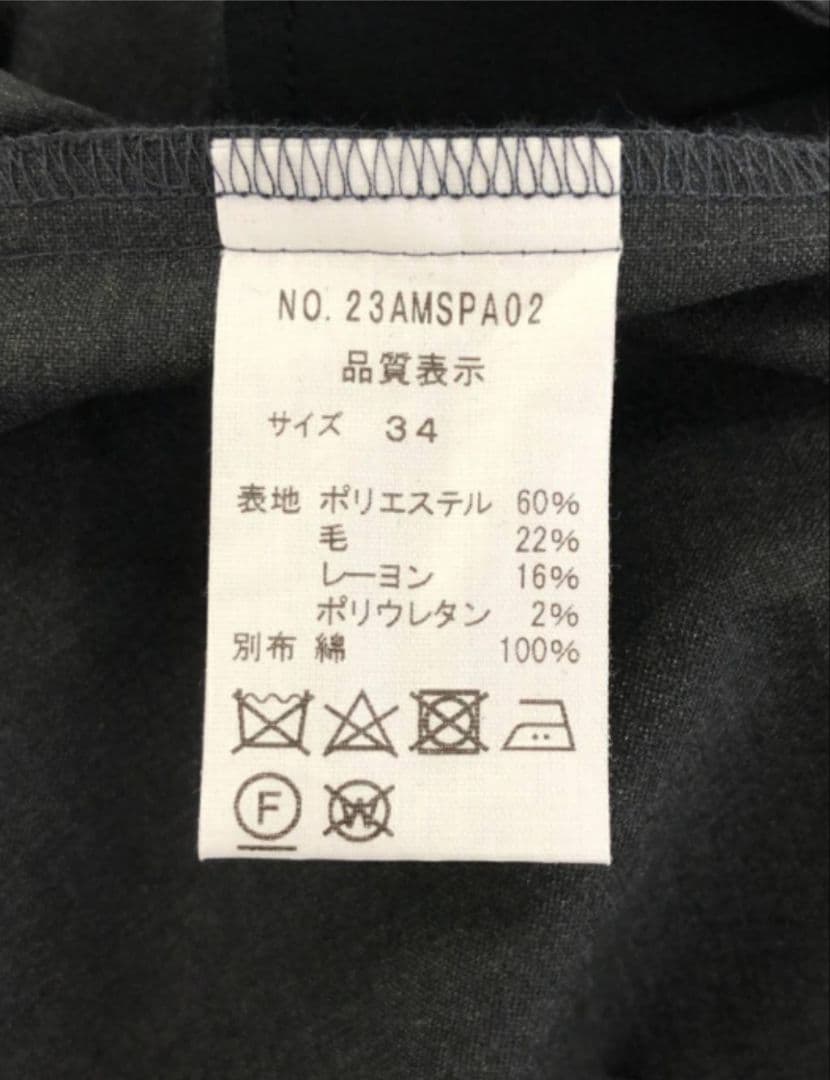 NO. 23AMSPA02
品質表示
サイズ 34
表地 ポリエステル 60%
毛 22%
レーヨン 16%
ポリウレタン 2%
別布 綿 100%
F W